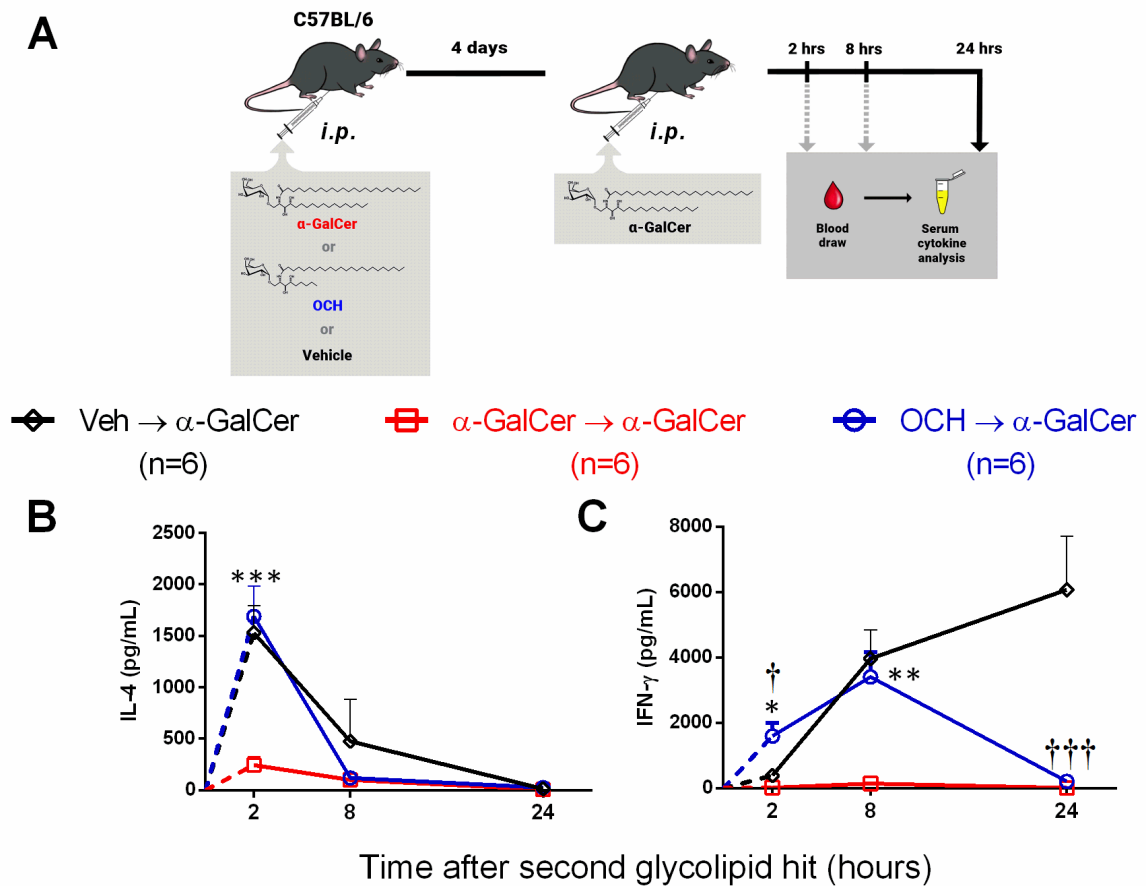 A
C57BL/6
4 days
2 hrs
8 hrs
24 hrs
i.p.
i.p.
α-GalCer
or
OCH
or
Vehicle
α-GalCer
Blood
draw
Serum
cytokine
analysis
Veh → α-GalCer
(n=6)
α-GalCer → α-GalCer
(n=6)
OCH → α-GalCer
(n=6)
B
IL-4 (pg/mL)
2500
2000
1500
1000
500
0
***
2
8
24
C
IFN-γ (pg/mL)
8000
6000
4000
2000
0
†
*
**
†††
2
8
24
Time after second glycolipid hit (hours)